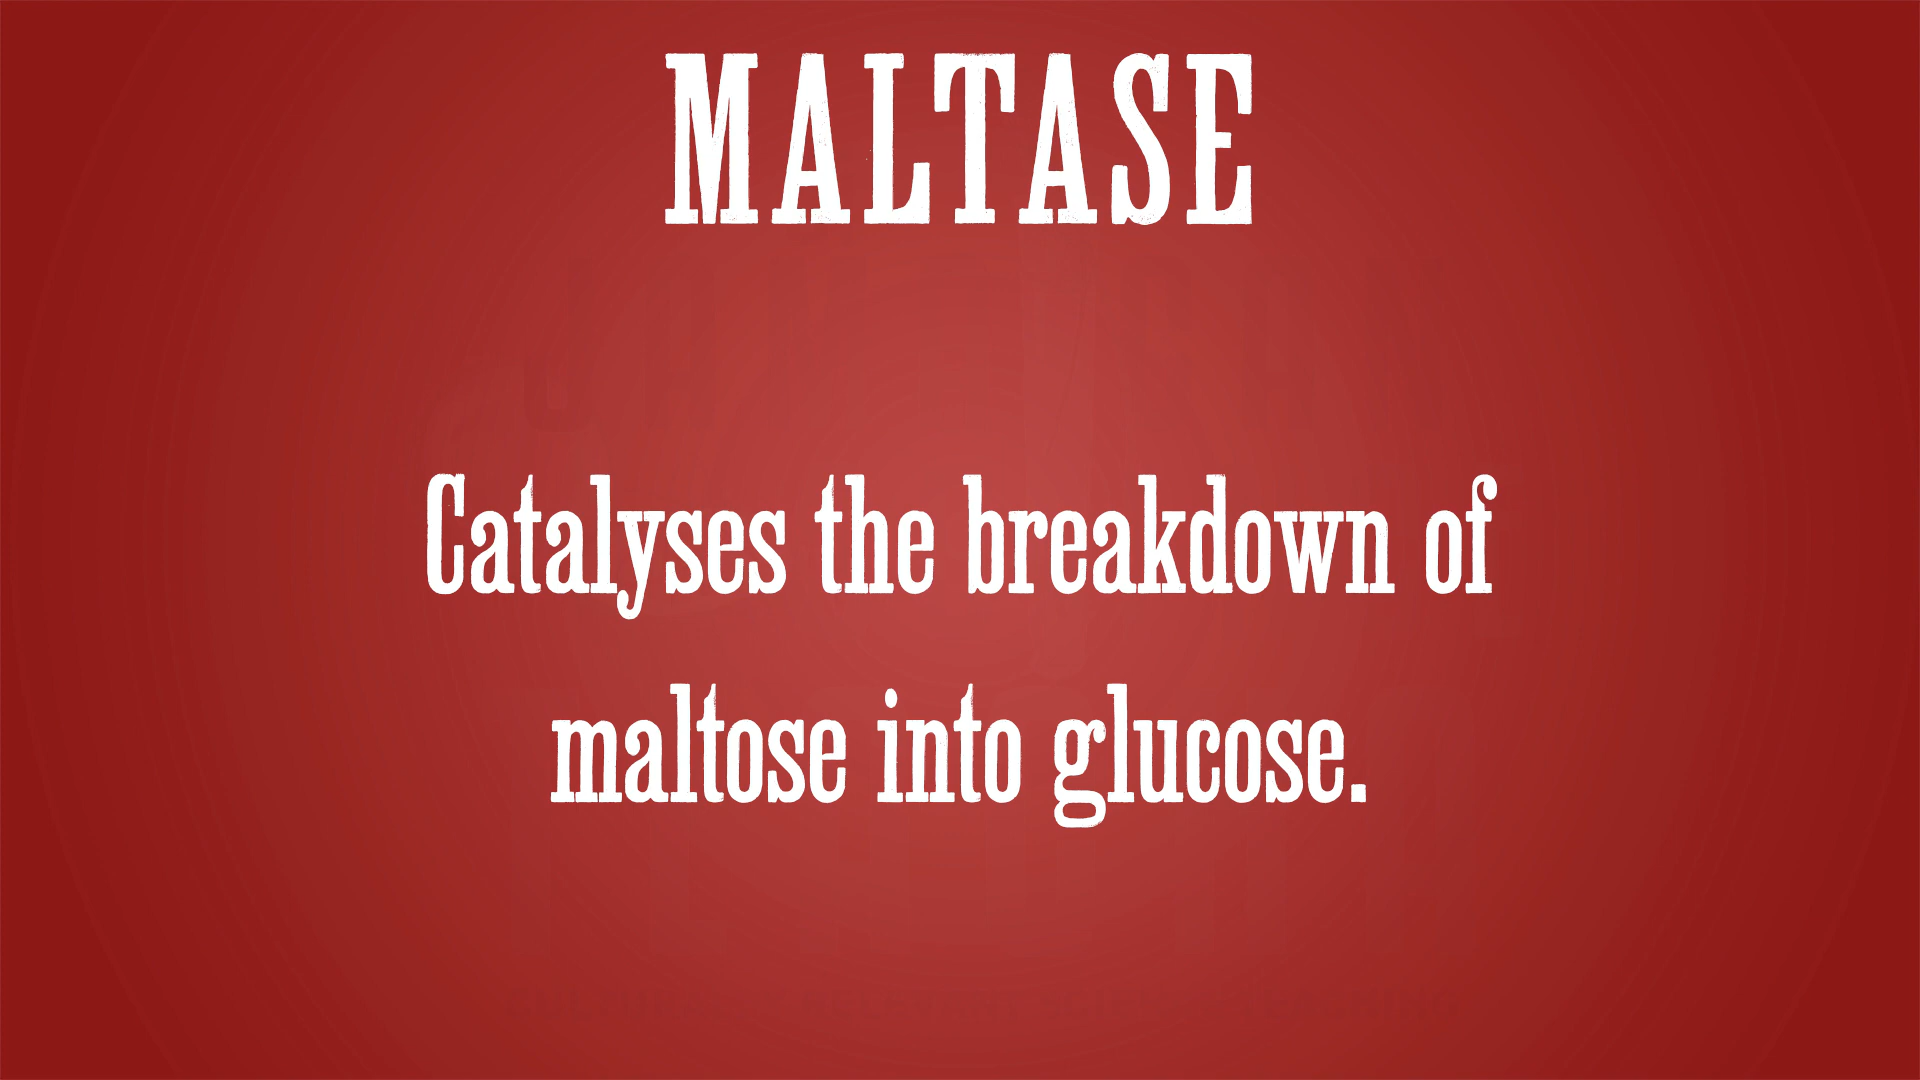 MALTASE
Catalyses the breakdown of
maltose into glucose.